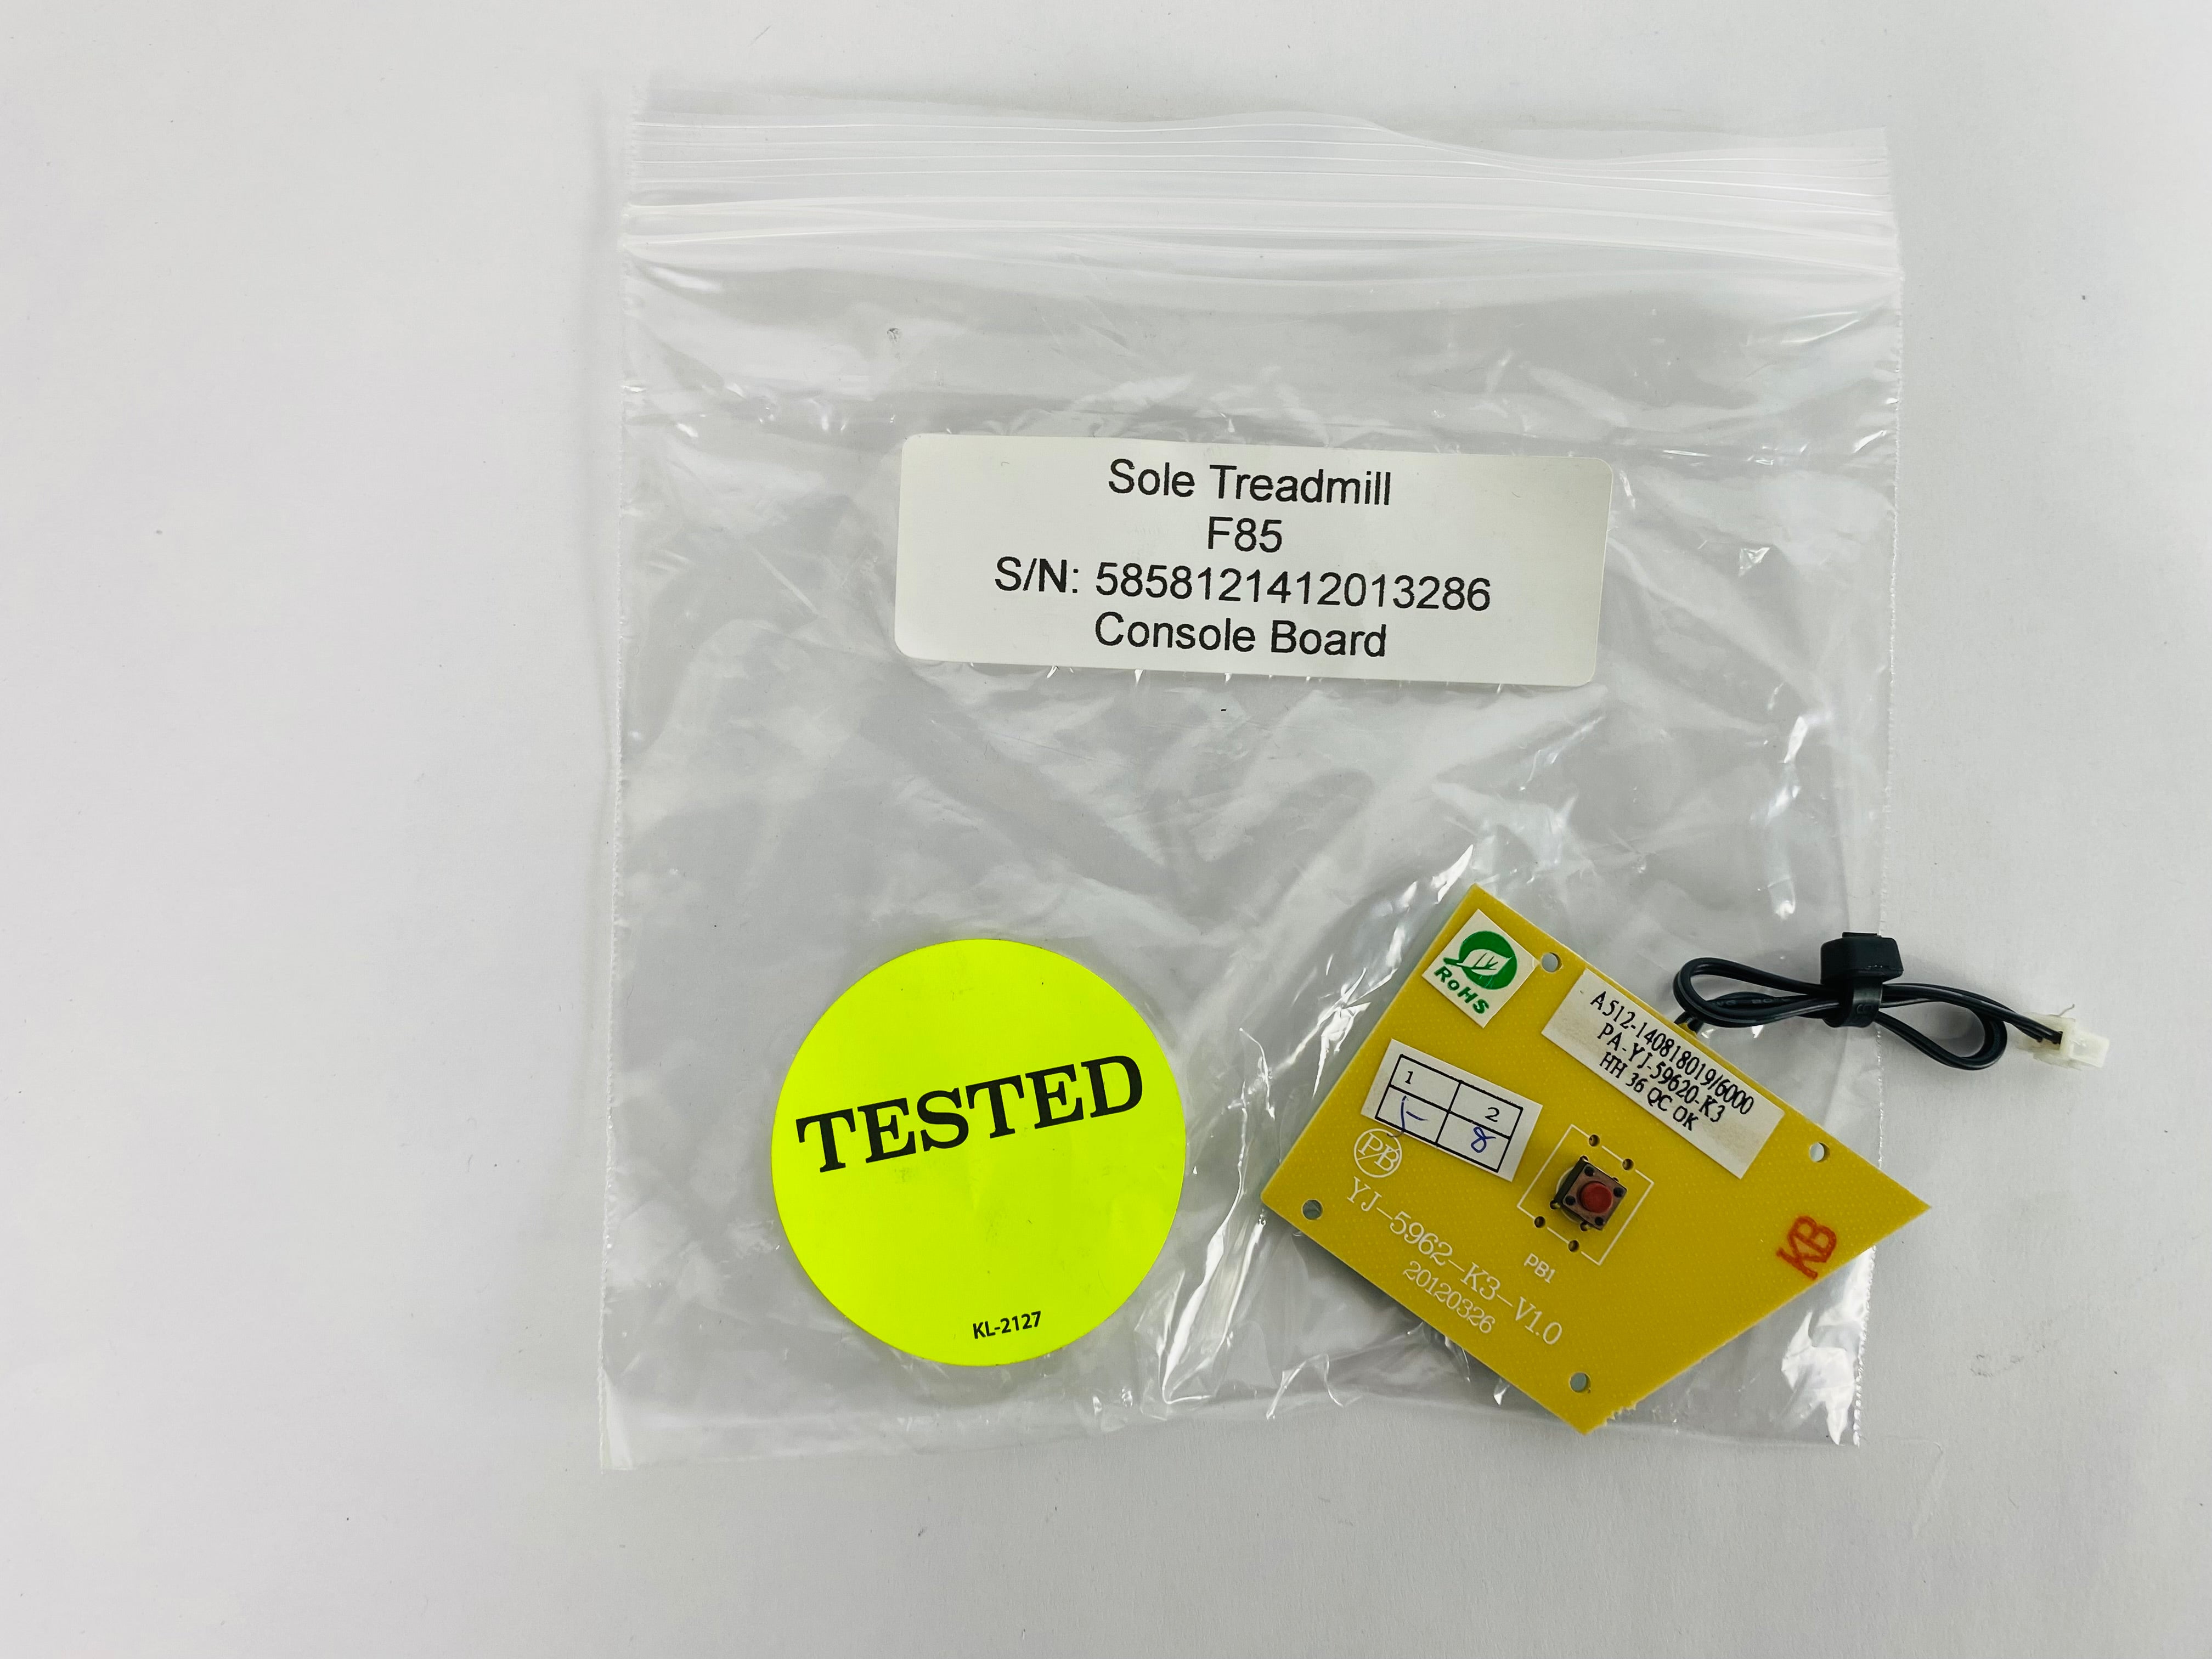 Sole Treadmill
F85
S/N: 5858121412013286
Console Board
TESTED
KL-2127
RoHS
A512-140818019/6000
PA-YJ-59620-K3
HH 36 QC OK
1
2
8
PB
YJ-5962-K3-V1.0
20120326
PB1
KB